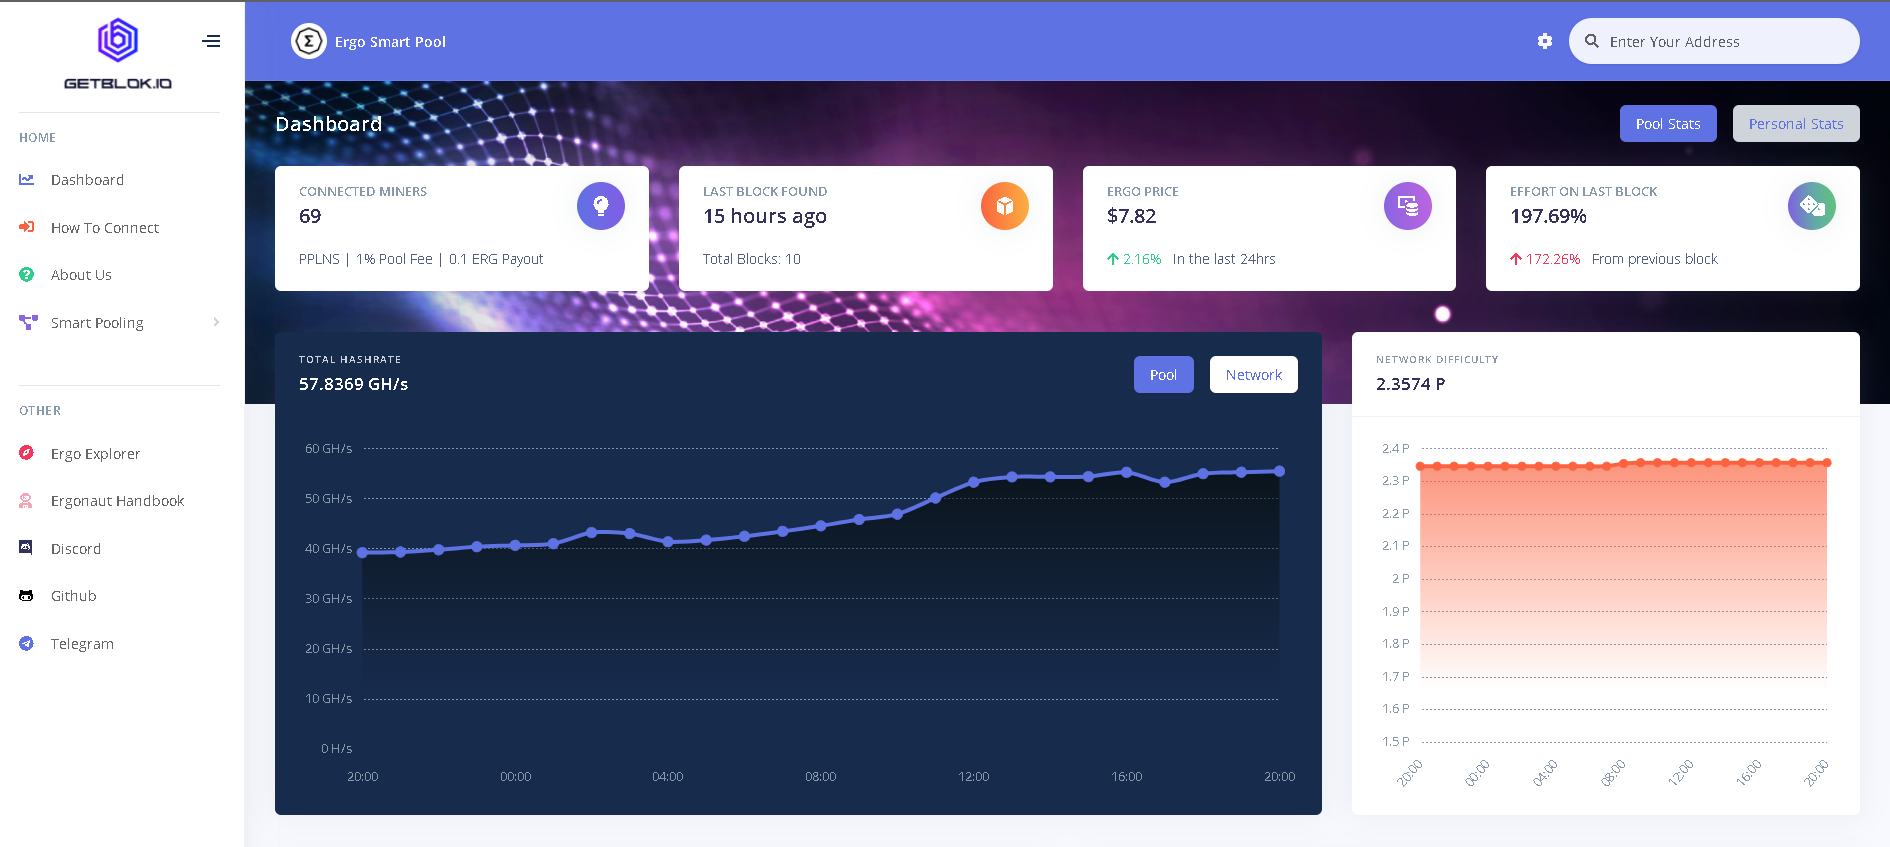 GETBLOK.IO
HOME
Dashboard
How To Connect
About Us
Smart Pooling
OTHER
Ergo Explorer
Ergonaut Handbook
Discord
Github
Telegram
Σ Ergo Smart Pool
Enter Your Address
Dashboard
Pool Stats
Personal Stats
CONNECTED MINERS
69
PPLNS | 1% Pool Fee | 0.1 ERG Payout
LAST BLOCK FOUND
15 hours ago
Total Blocks: 10
ERGO PRICE
$7.82
2.16% In the last 24hrs
EFFORT ON LAST BLOCK
197.69%
172.26% From previous block
TOTAL HASHRATE
57.8369 GH/s
Pool
Network
60 GH/s
50 GH/s
40 GH/s
30 GH/s
20 GH/s
10 GH/s
0 H/s
20:00 00:00 04:00 08:00 12:00 16:00 20:00
NETWORK DIFFICULTY
2.3574 P
2.4 P
2.3 P
2.2 P
2.1 P
2 P
1.9 P
1.8 P
1.7 P
1.6 P
1.5 P
20:00 00:00 04:00 08:00 12:00 16:00 20:00